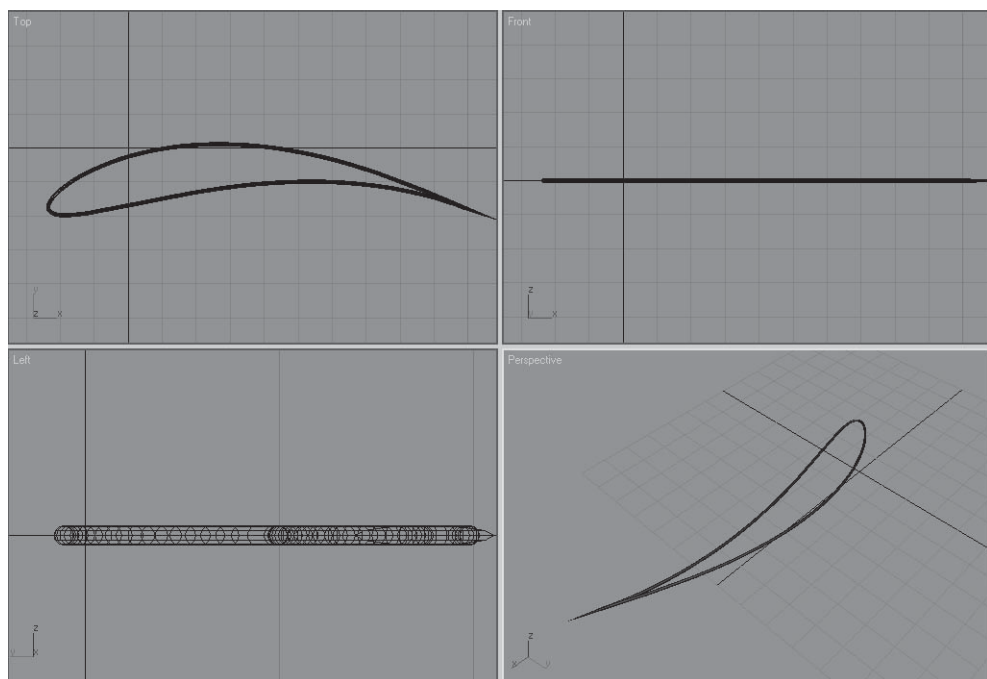 Top
Front
y
z x
z
x
Left
Perspective
z
y x
z
x y